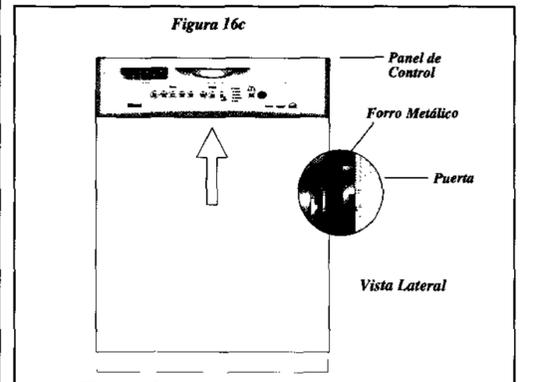 Figura 16c
Panel de
Control
Forro Metálico
Puerta
Vista Lateral